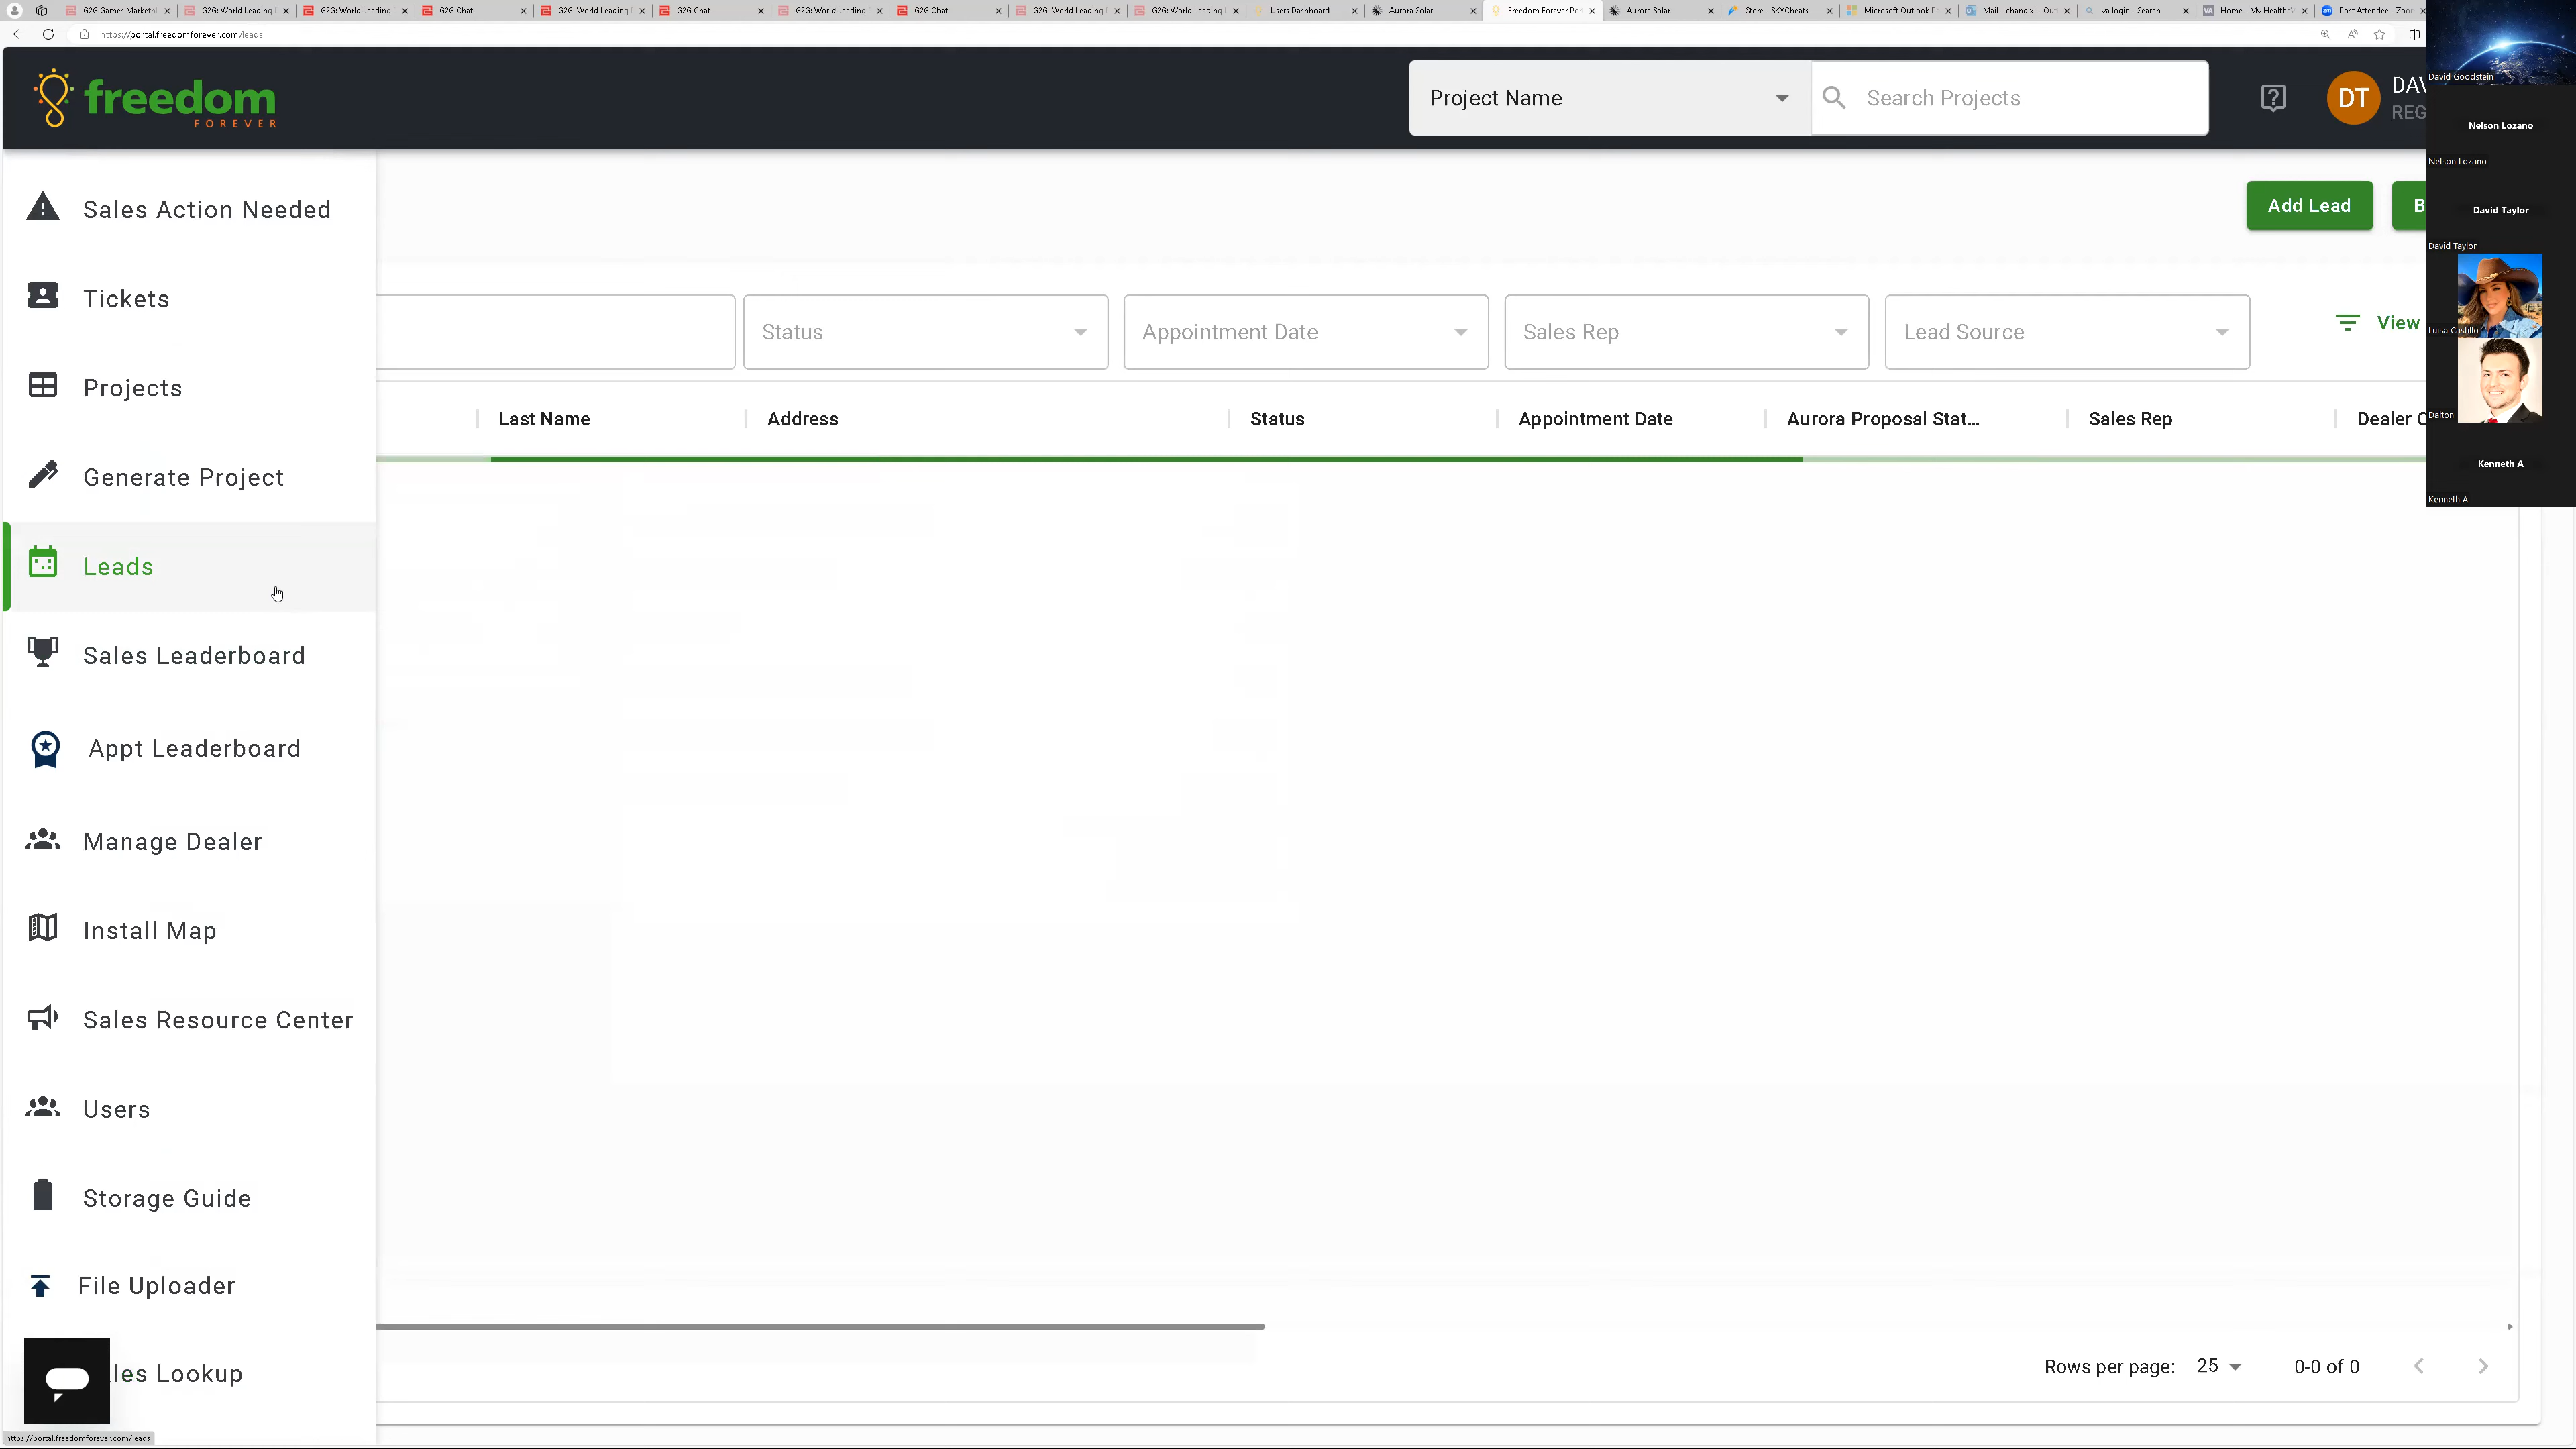 G2G Games Marketpl
G2G: World Leading
G2G: World Leading
G2G Chat
G2G: World Leading
G2G Chat
G2G: World Leading
G2G Chat
G2G: World Leading
G2G: World Leading
Users Dashboard
Aurora Solar
Freedom Forever Por
Aurora Solar
Store - SKYCheats
Microsoft Outlook P
Mail - chang xi - Out
va login - Search
Home - My HealtheV
Post Attendee - Zoo
https://portal.freedomforever.com/leads
freedom
FOREVER
Project Name
Search Projects
DT
DAV
REG
Sales Action Needed
Tickets
Projects
Generate Project
Leads
Sales Leaderboard
Appt Leaderboard
Manage Dealer
Install Map
Sales Resource Center
Users
Storage Guide
File Uploader
les Lookup
https://portal.freedomforever.com/leads
Add Lead
B
Status
Appointment Date
Sales Rep
Lead Source
View
Last Name
Address
Status
Appointment Date
Aurora Proposal Stat...
Sales Rep
Dealer C
Rows per page: 25
0-0 of 0
David Goodstein
Nelson Lozano
Nelson Lozano
David Taylor
David Taylor
Luisa Castillo
Dalton
Kenneth A
Kenneth A